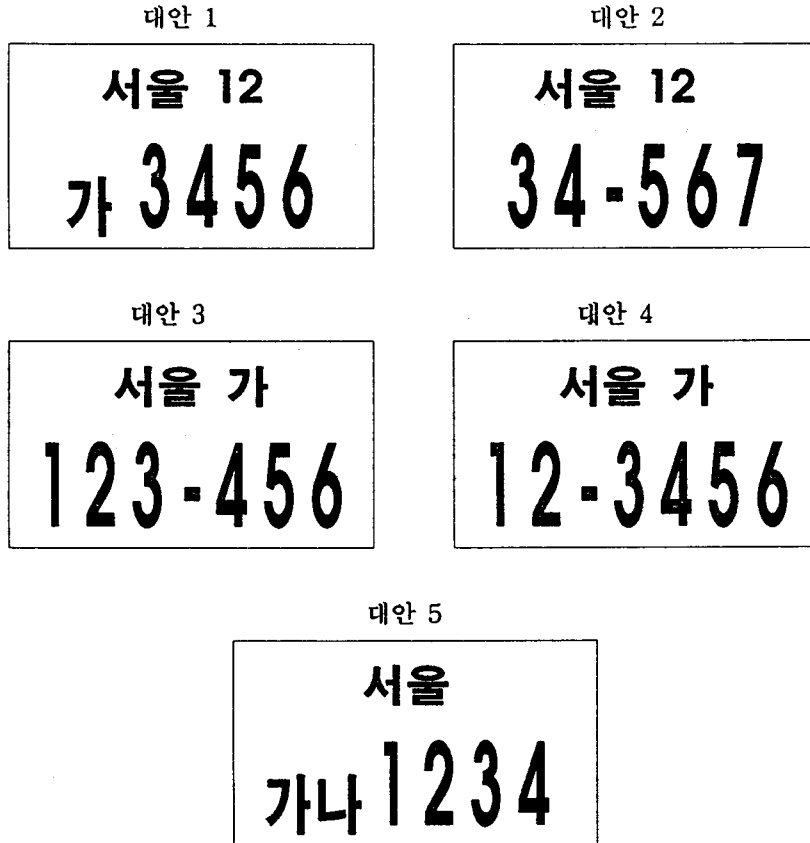 대안 1
서울 12
가 3456
대안 2
서울 12
34-567
대안 3
서울 가
123-456
대안 4
서울 가
12-3456
대안 5
서울
가나 1234